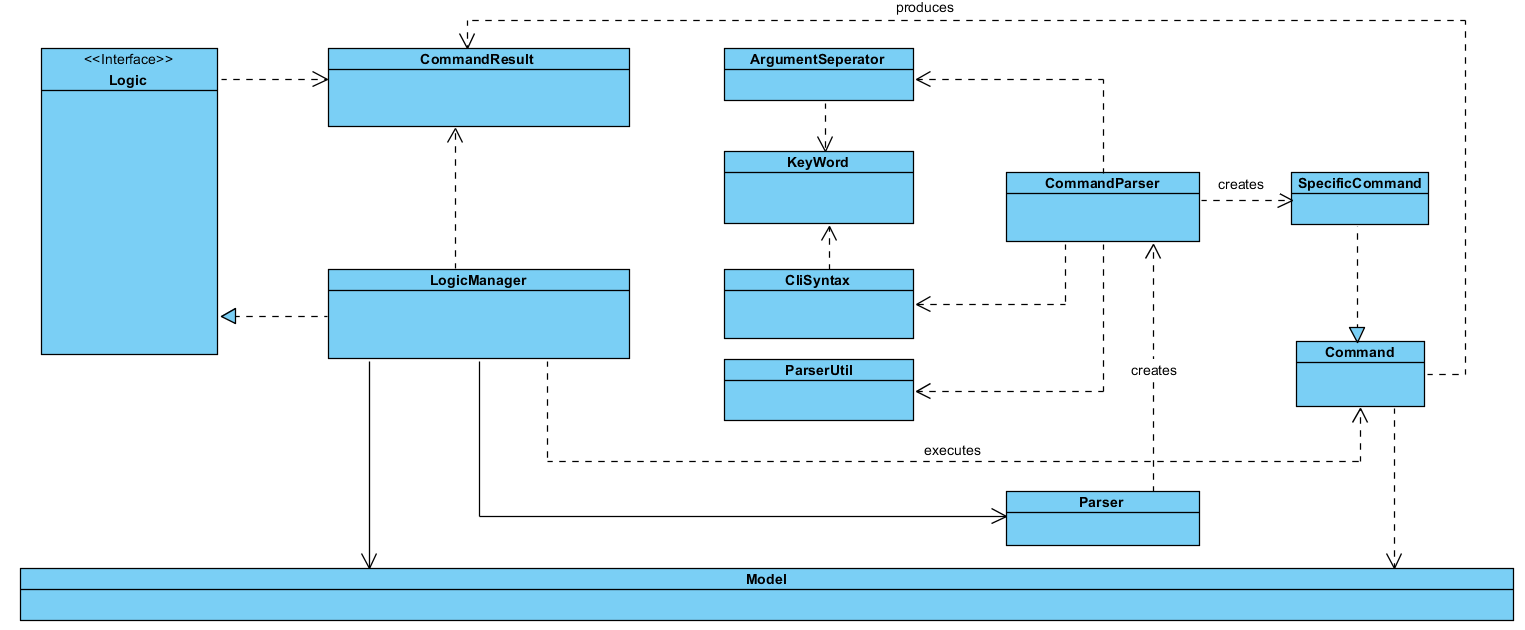 produces
<<Interface>>
Logic
CommandResult
ArgumentSeperator
KeyWord
CommandParser
creates
SpecificCommand
LogicManager
CliSyntax
Command
ParserUtil
creates
executes
Parser
Model